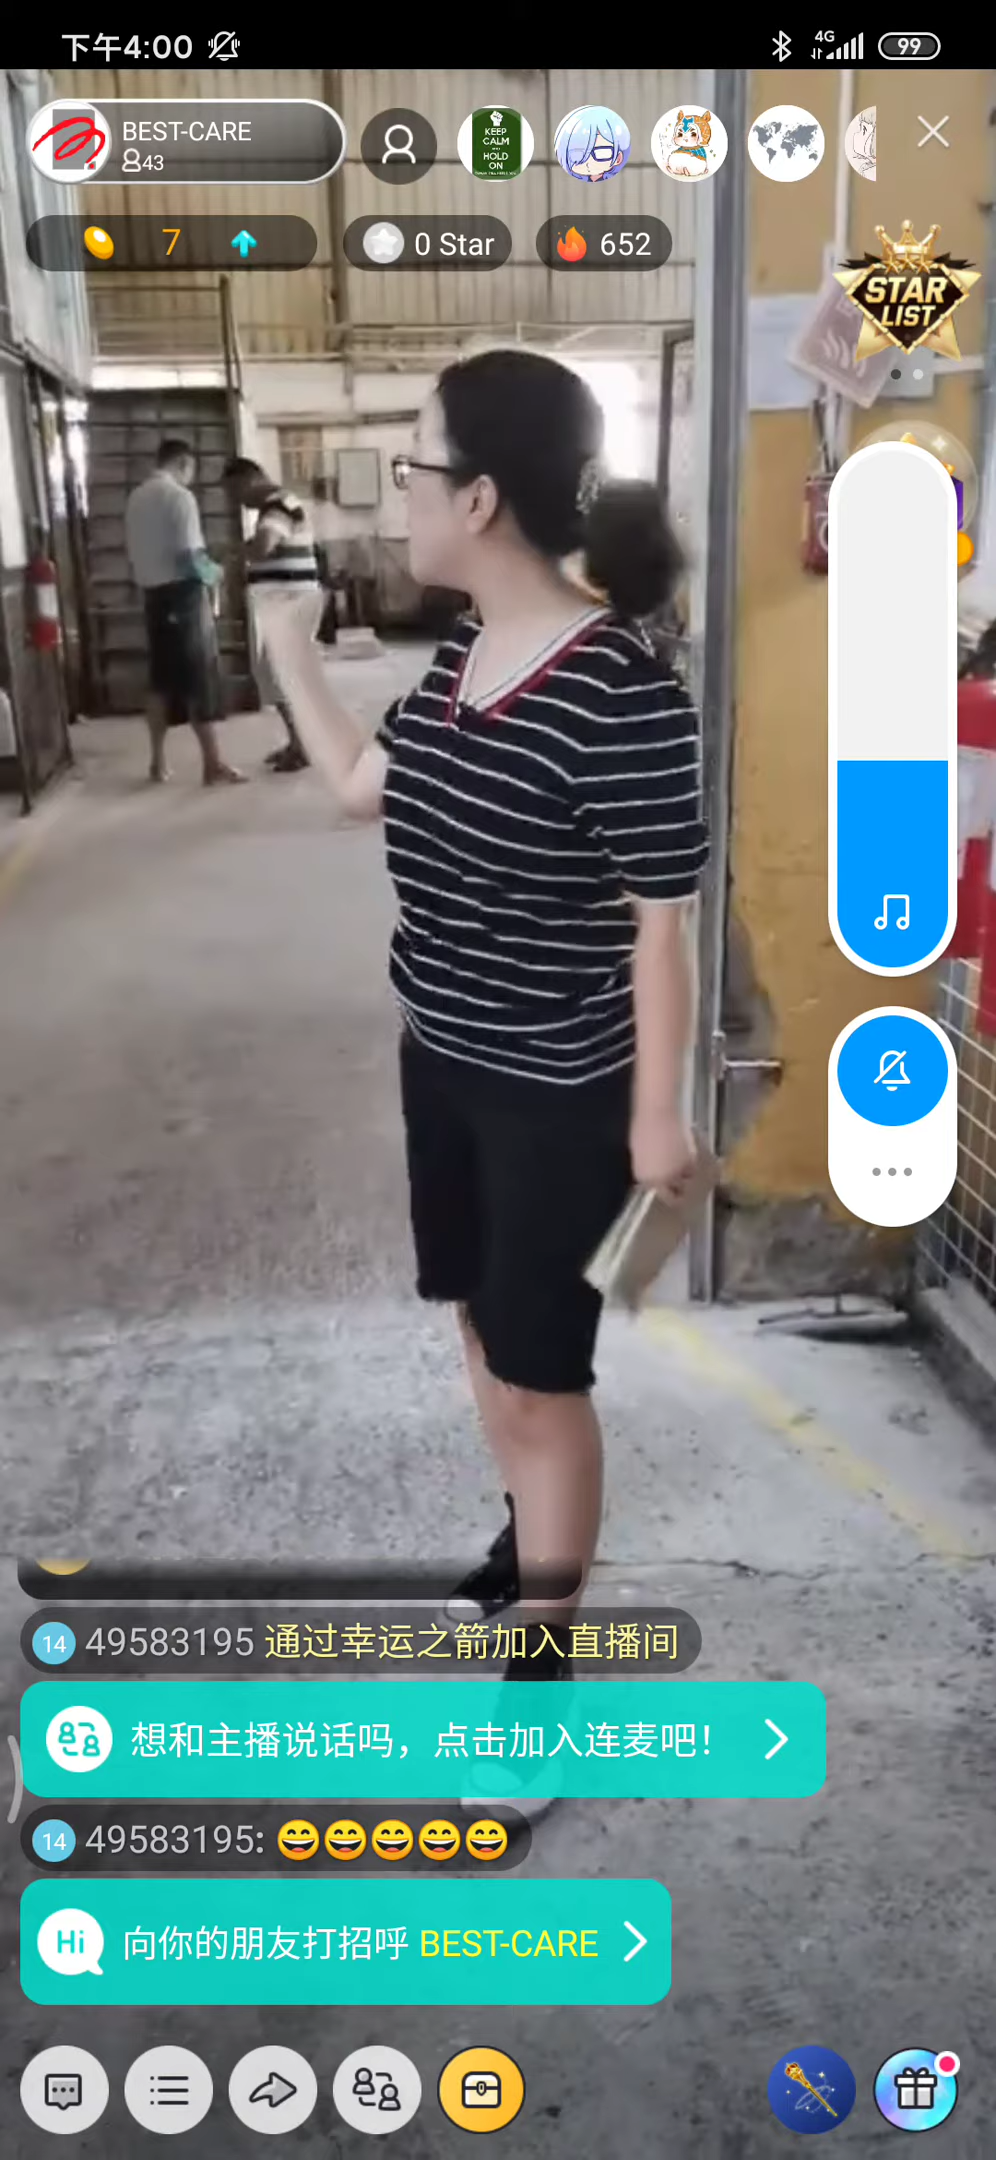 下午4:00
4G
99
BEST-CARE
43
KEEP
CALM
HOLD
ON
7
0 Star
652
STAR
LIST
14 49583195 通过幸运之箭加入直播间
想和主播说话吗，点击加入连麦吧！
14 49583195: 😄😄😄😄😄
Hi 向你的朋友打招呼 BEST-CARE